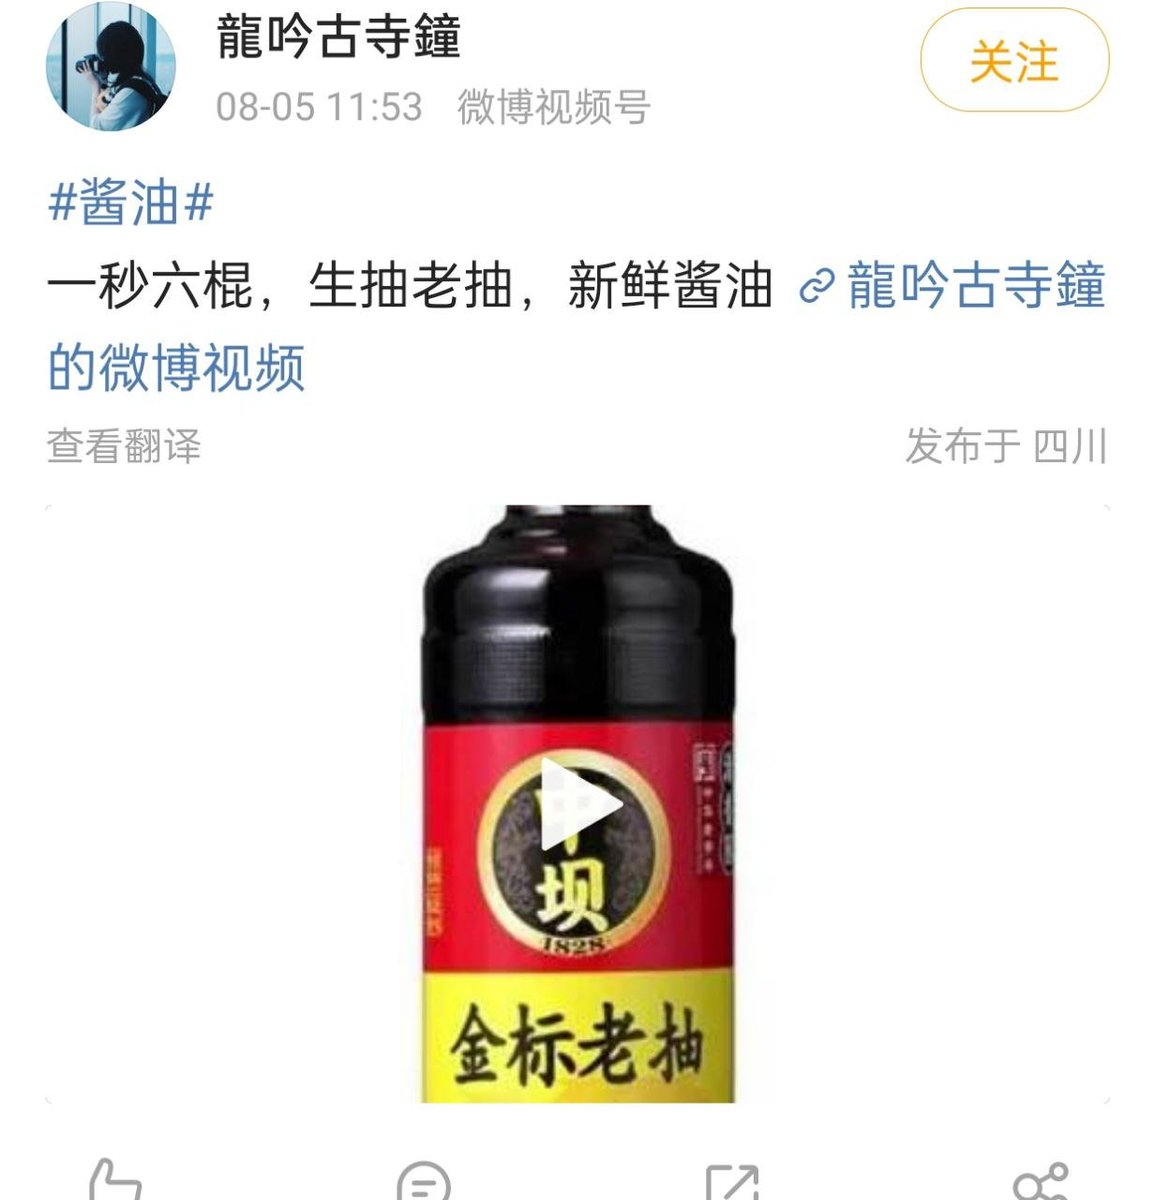 龍吟古寺鐘
08-05 11:53 微博视频号
关注
#酱油#
一秒六棍，生抽老抽，新鲜酱油 龍吟古寺鐘
的微博视频
查看翻译
发布于 四川
中
坝
1828
金标老抽